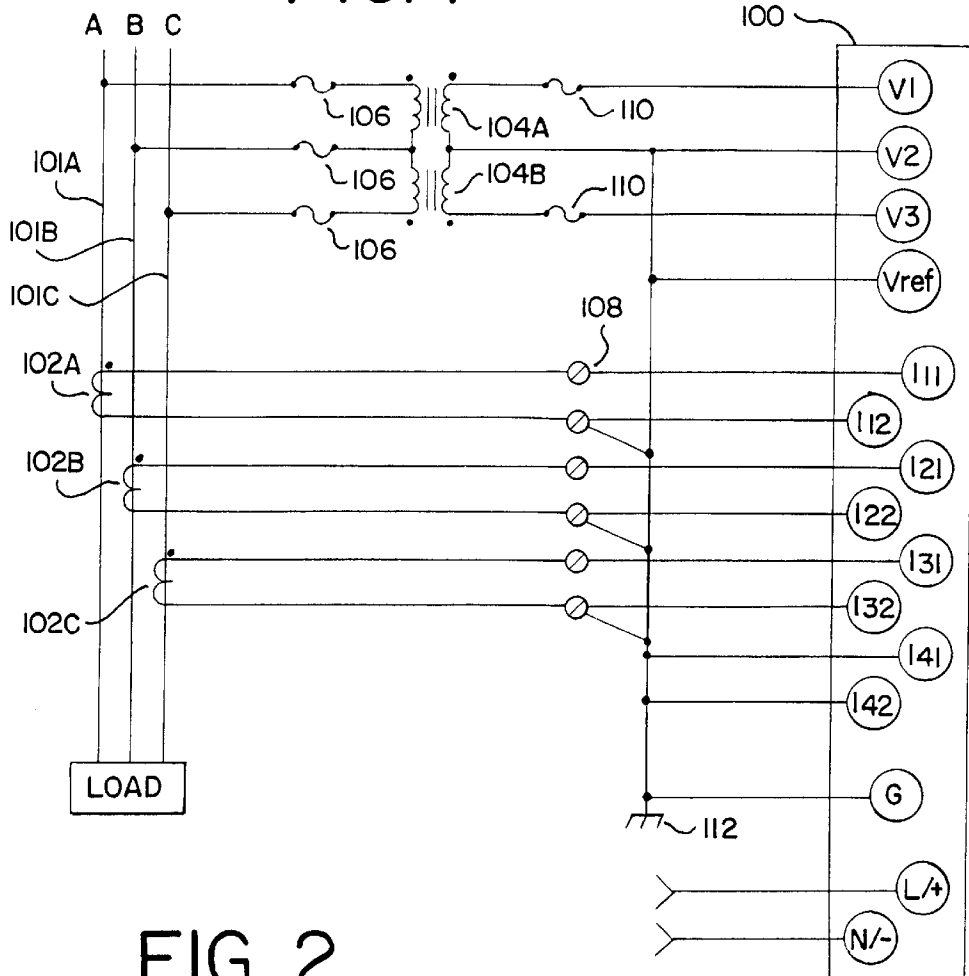 A B C
100
V1
106
104A
110
V2
101A
106
104B
110
V3
101B
106
Vref
101C
108
102A
I11
I12
102B
I21
I22
I31
102C
I32
I41
I42
LOAD
G
112
L/+
FIG. 2
N/-